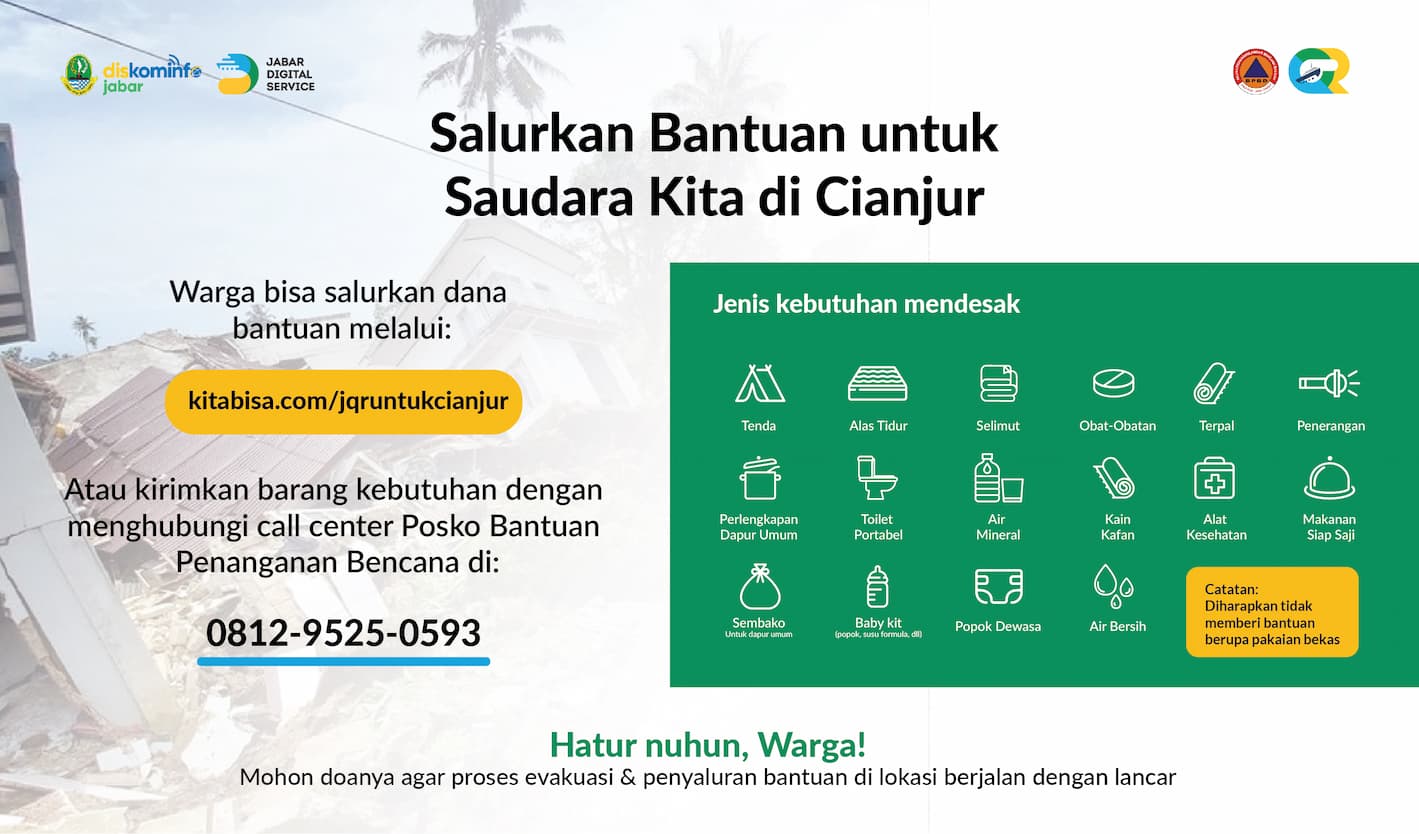 diskominfo
jabar
JABAR
DIGITAL
SERVICE
BPBD
Salurkan Bantuan untuk
Saudara Kita di Cianjur
Warga bisa salurkan dana
bantuan melalui:
kitabisa.com/jqruntukcianjur
Atau kirimkan barang kebutuhan dengan
menghubungi call center Posko Bantuan
Penanganan Bencana di:
0812-9525-0593
Jenis kebutuhan mendesak
Tenda
Alas Tidur
Selimut
Obat-Obatan
Terpal
Penerangan
Perlengkapan
Dapur Umum
Toilet
Portabel
Air
Mineral
Kain
Kafan
Alat
Kesehatan
Makanan
Siap Saji
Sembako
Untuk dapur umum
Baby kit
(popok, susu formula, dll)
Popok Dewasa
Air Bersih
Catatan:
Diharapkan tidak
memberi bantuan
berupa pakaian bekas
Hatur nuhun, Warga!
Mohon doanya agar proses evakuasi & penyaluran bantuan di lokasi berjalan dengan lancar